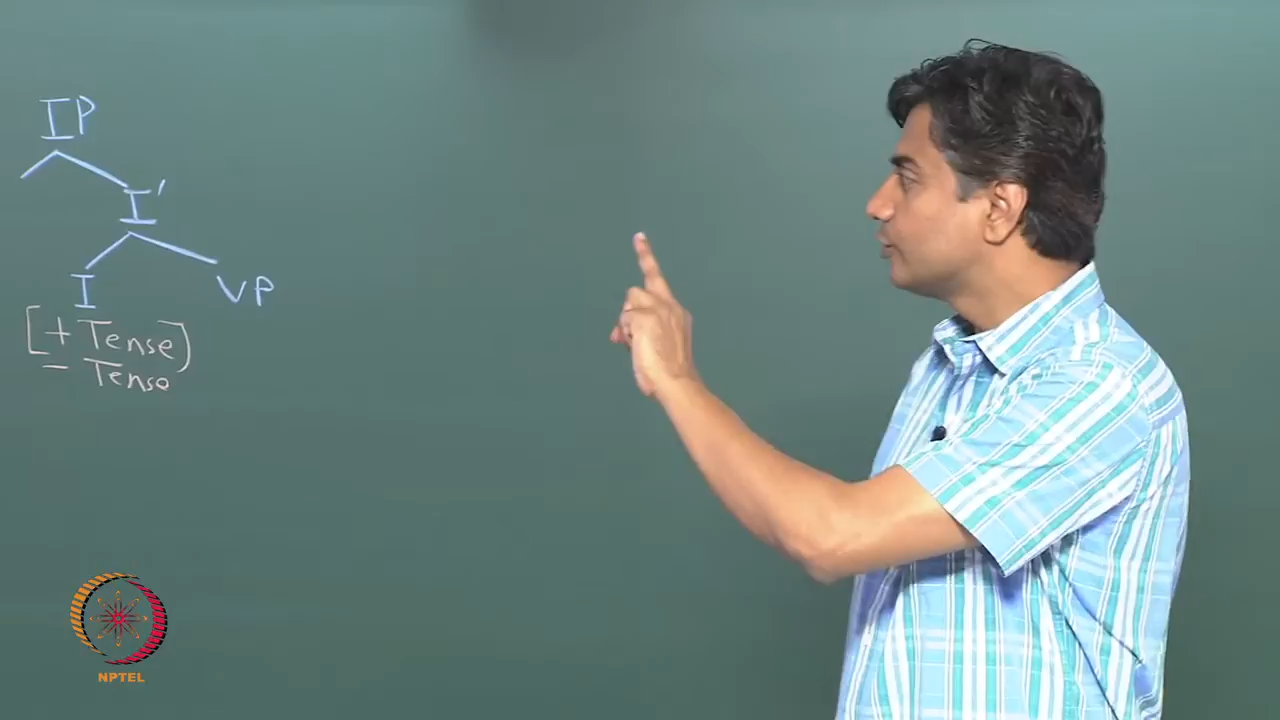 IP
I'
I VP
[+ Tense]
- Tense
NPTEL